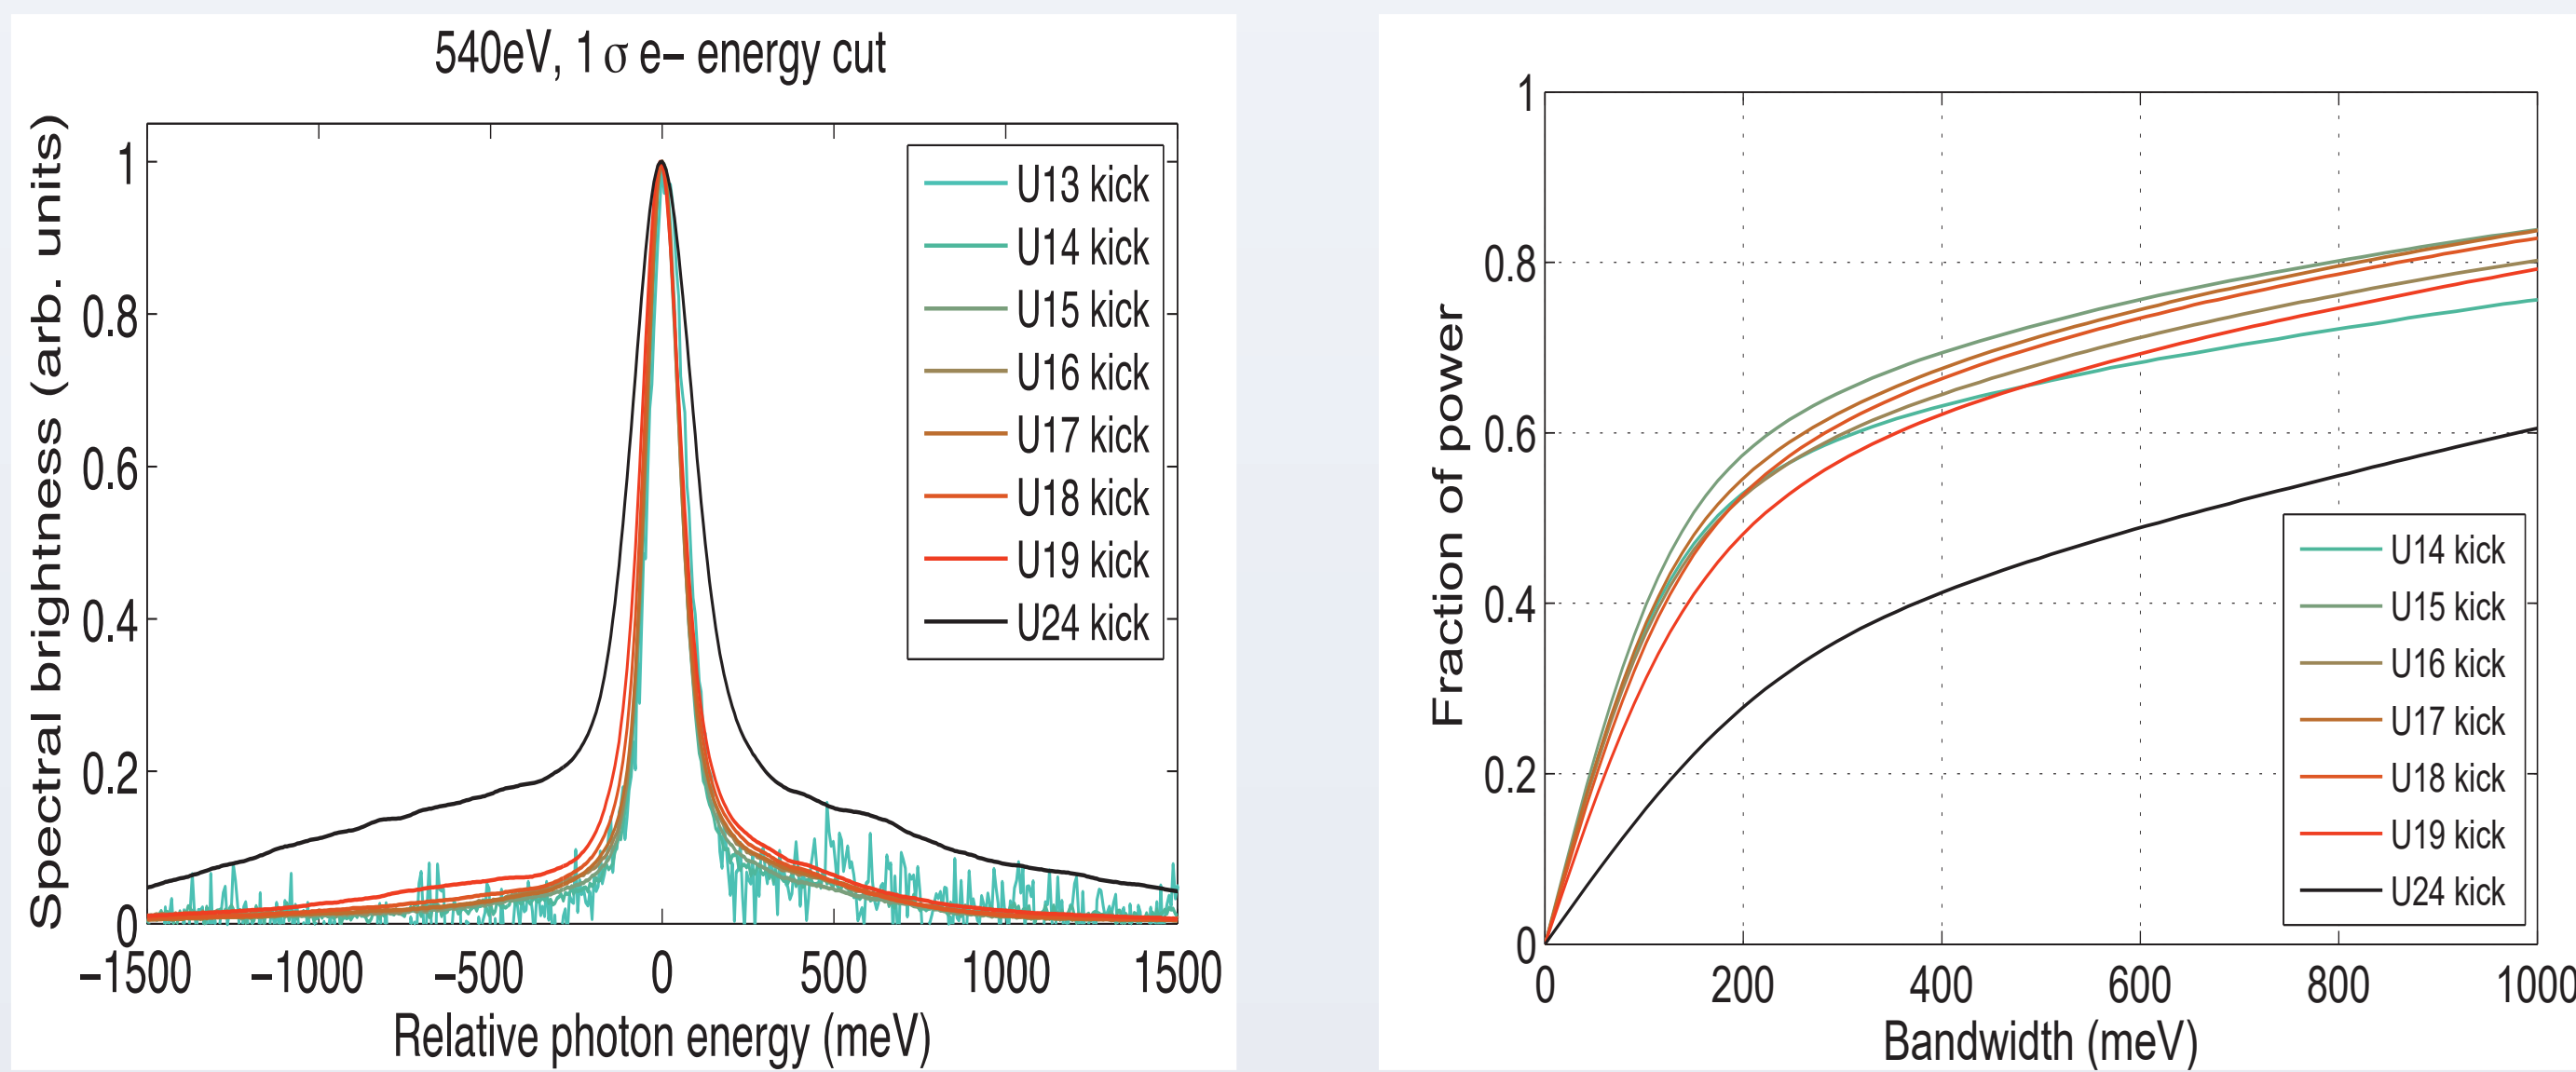 540eV, 1 σ e− energy cut
Spectral brightness (arb. units)
1
0.8
0.6
0.4
0.2
0
−1500
−1000
−500
0
500
1000
1500
Relative photon energy (meV)
U13 kick
U14 kick
U15 kick
U16 kick
U17 kick
U18 kick
U19 kick
U24 kick
Fraction of power
1
0.8
0.6
0.4
0.2
0
0
200
400
600
800
1000
Bandwidth (meV)
U14 kick
U15 kick
U16 kick
U17 kick
U18 kick
U19 kick
U24 kick